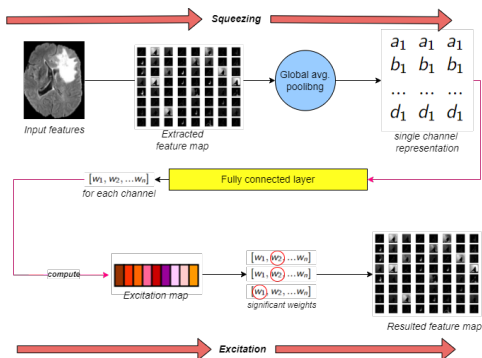 Squeezing
Input features
Extracted
feature map
Global avg.
poolibng
a₁ a₁ a₁
b₁ b₁ b₁
... ... ...
d₁ d₁ d₁
single channel
representation
Fully connected layer
[w₁, w₂, ...wₙ]
for each channel
compute
Excitation map
[w₁, w₂, ...wₙ]
[w₁, w₂, ...wₙ]
[w₁, w₂, ...wₙ]
significant weights
Resulted feature map
Excitation